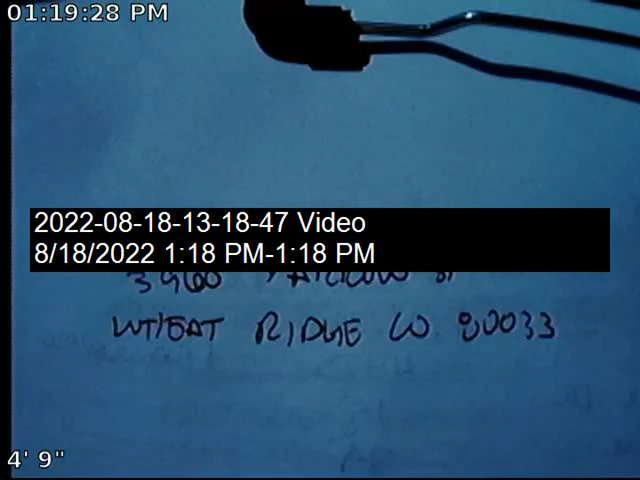 01:19:28 PM
2022-08-18-13-18-47 Video
8/18/2022 1:18 PM-1:18 PM
3960
WHEAT RIDGE CO 80033
4' 9"